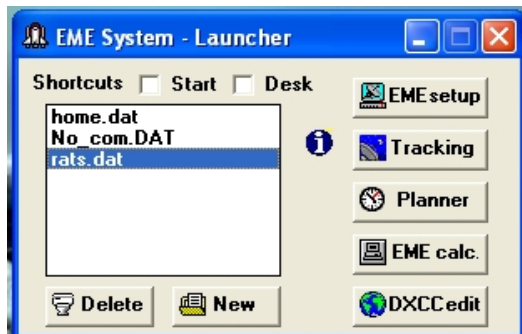 EME System - Launcher
Shortcuts Start Desk
home.dat
No_com.DAT
rats.dat
EMEsetup
Tracking
Planner
EME calc.
DXCCedit
Delete New